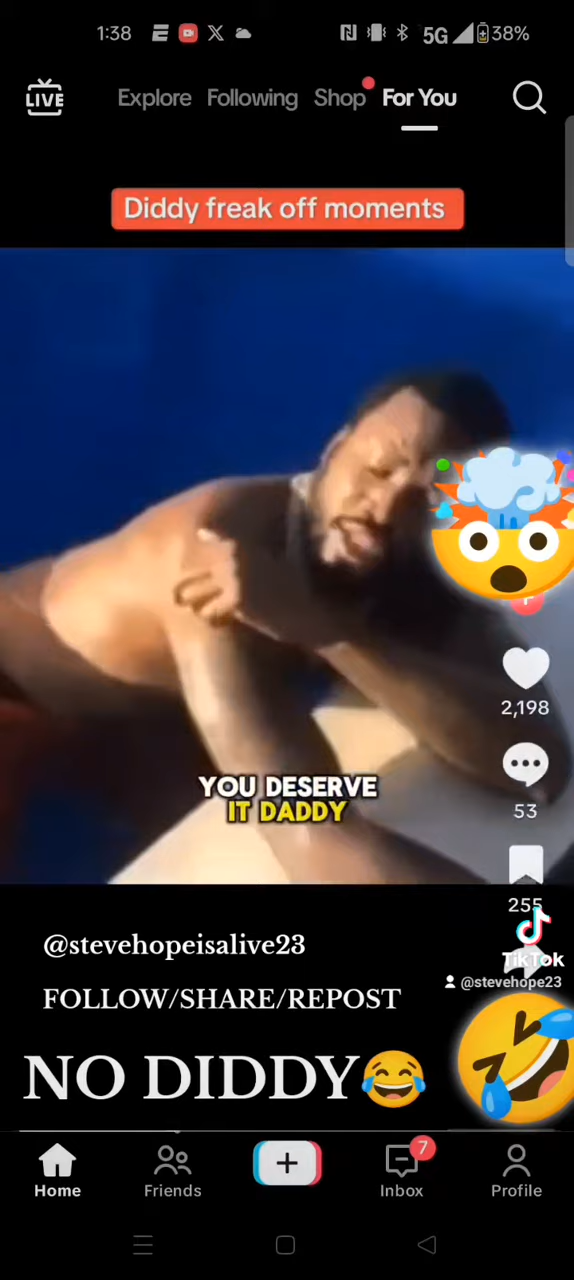 1:38
5G
38%
LIVE
Explore Following Shop For You
Diddy freak off moments
2,198
YOU DESERVE
IT DADDY
53
255
@stevehopeisalive23
TikTok
@stevehope23
FOLLOW/SHARE/REPOST
NO DIDDY😂
7
Home Friends Inbox Profile